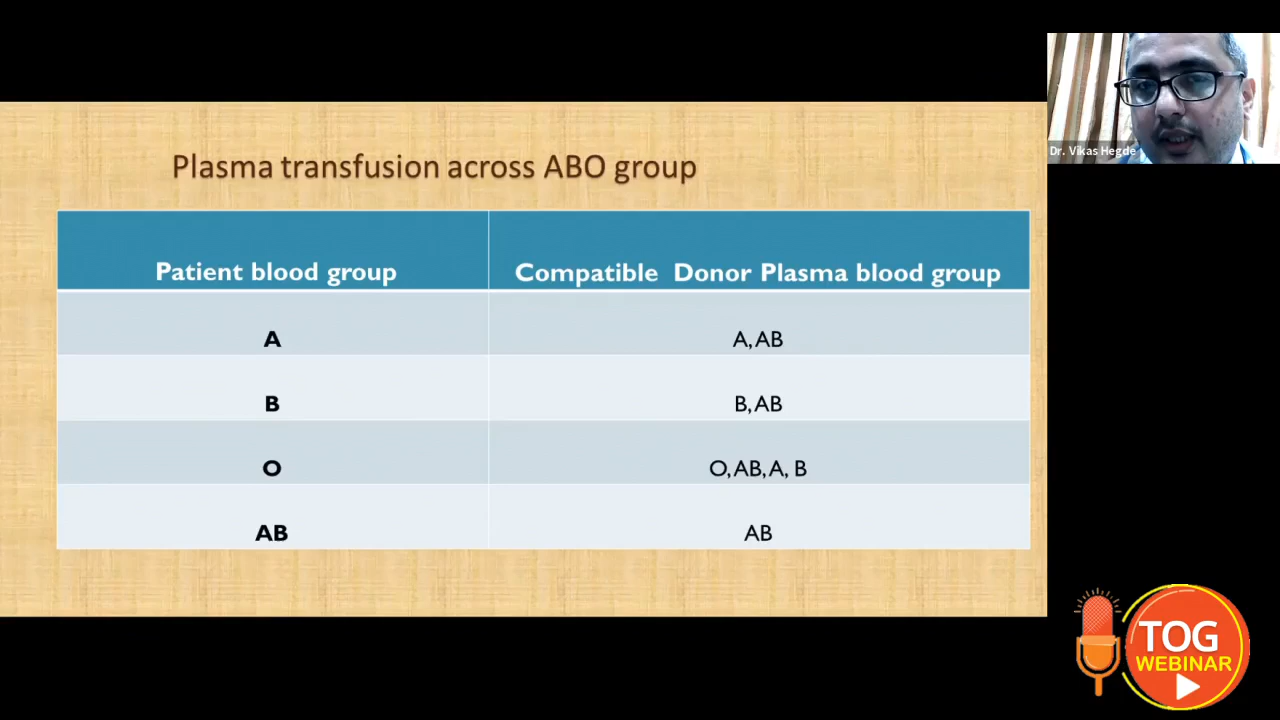 Dr. Vikas Hegde
Plasma transfusion across ABO group
Patient blood group Compatible Donor Plasma blood group
A A, AB
B B, AB
O O, AB, A, B
AB AB
TOG
WEBINAR